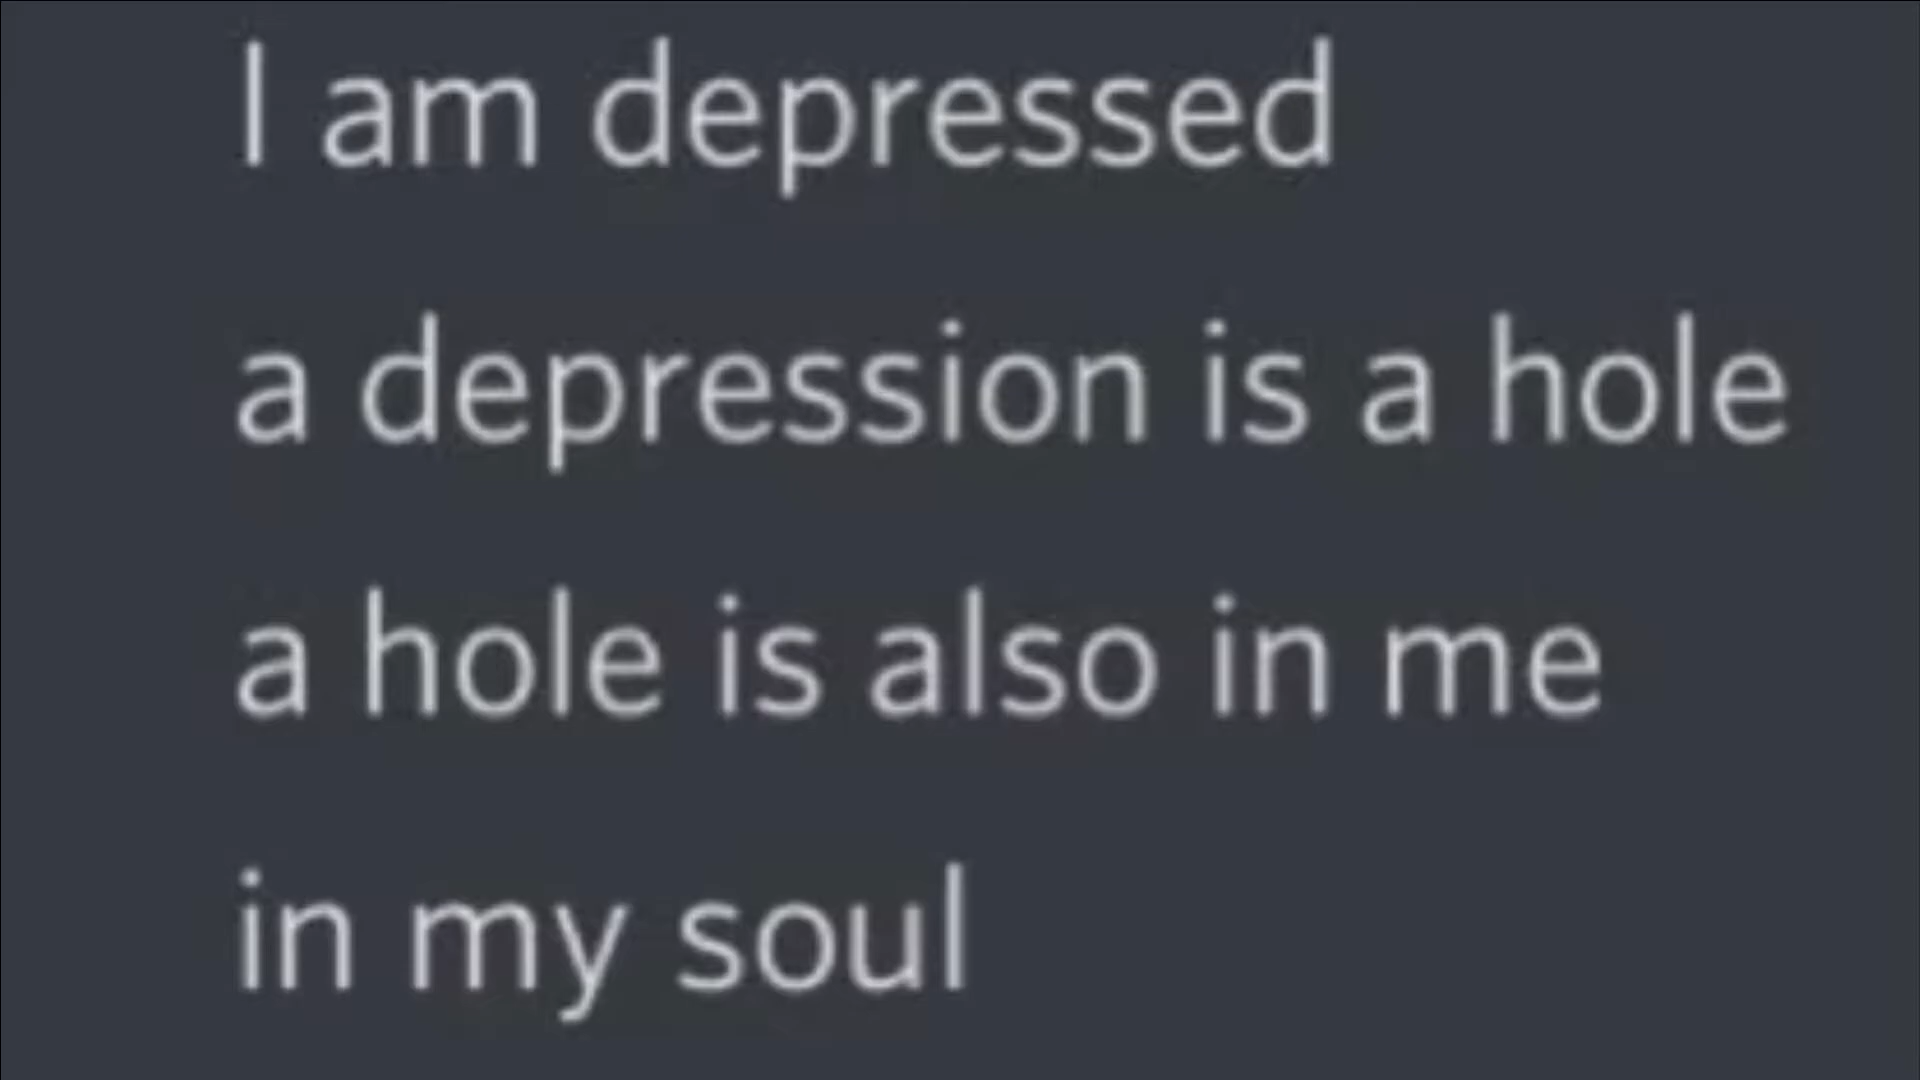 I am depressed
a depression is a hole
a hole is also in me
in my soul